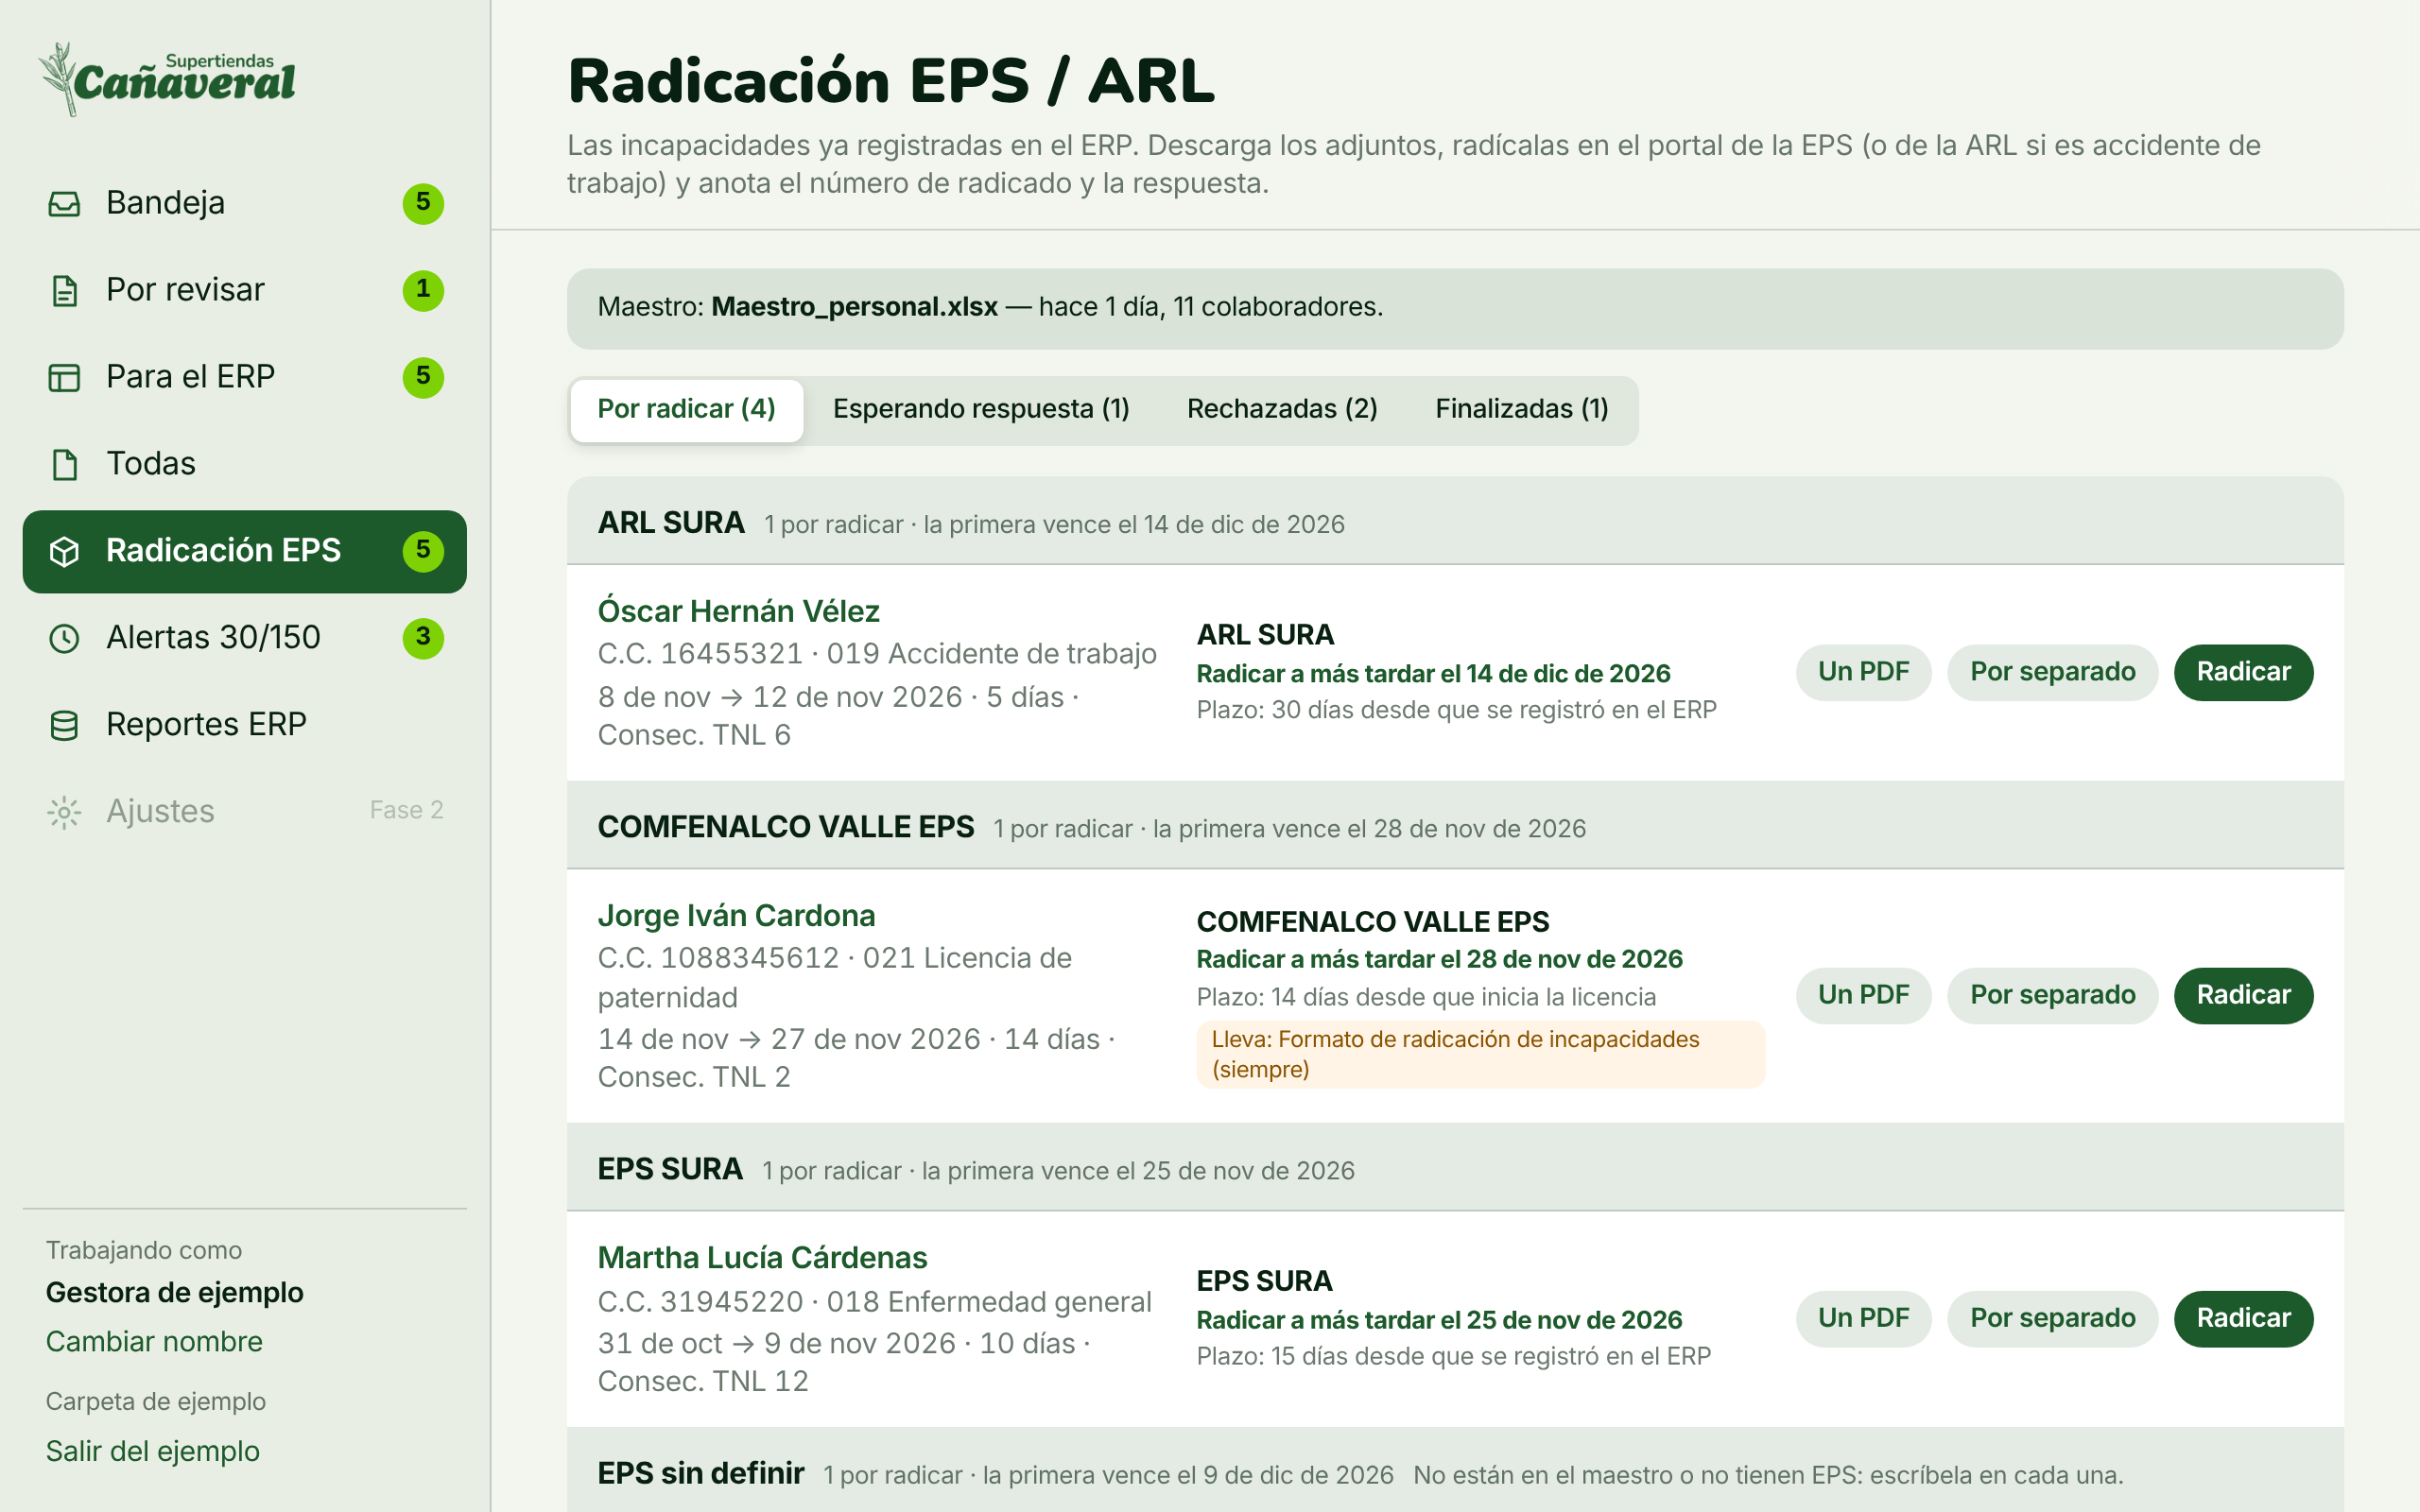 Supertiendas
Cañaveral
Bandeja 5
Por revisar 1
Para el ERP 5
Todas
Radicación EPS 5
Alertas 30/150 3
Reportes ERP
Ajustes Fase 2
Trabajando como
Gestora de ejemplo
Cambiar nombre
Carpeta de ejemplo
Salir del ejemplo
Radicación EPS / ARL
Las incapacidades ya registradas en el ERP. Descarga los adjuntos, radícalas en el portal de la EPS (o de la ARL si es accidente de
trabajo) y anota el número de radicado y la respuesta.
Maestro: Maestro_personal.xlsx — hace 1 día, 11 colaboradores.
Por radicar (4) Esperando respuesta (1) Rechazadas (2) Finalizadas (1)
ARL SURA 1 por radicar · la primera vence el 14 de dic de 2026
Óscar Hernán Vélez
C.C. 16455321 · 019 Accidente de trabajo
8 de nov → 12 de nov 2026 · 5 días ·
Consec. TNL 6
ARL SURA
Radicar a más tardar el 14 de dic de 2026
Plazo: 30 días desde que se registró en el ERP
Un PDF Por separado Radicar
COMFENALCO VALLE EPS 1 por radicar · la primera vence el 28 de nov de 2026
Jorge Iván Cardona
C.C. 1088345612 · 021 Licencia de
paternidad
14 de nov → 27 de nov 2026 · 14 días ·
Consec. TNL 2
COMFENALCO VALLE EPS
Radicar a más tardar el 28 de nov de 2026
Plazo: 14 días desde que inicia la licencia
Lleva: Formato de radicación de incapacidades
(siempre)
Un PDF Por separado Radicar
EPS SURA 1 por radicar · la primera vence el 25 de nov de 2026
Martha Lucía Cárdenas
C.C. 31945220 · 018 Enfermedad general
31 de oct → 9 de nov 2026 · 10 días ·
Consec. TNL 12
EPS SURA
Radicar a más tardar el 25 de nov de 2026
Plazo: 15 días desde que se registró en el ERP
Un PDF Por separado Radicar
EPS sin definir 1 por radicar · la primera vence el 9 de dic de 2026 No están en el maestro o no tienen EPS: escríbela en cada una.